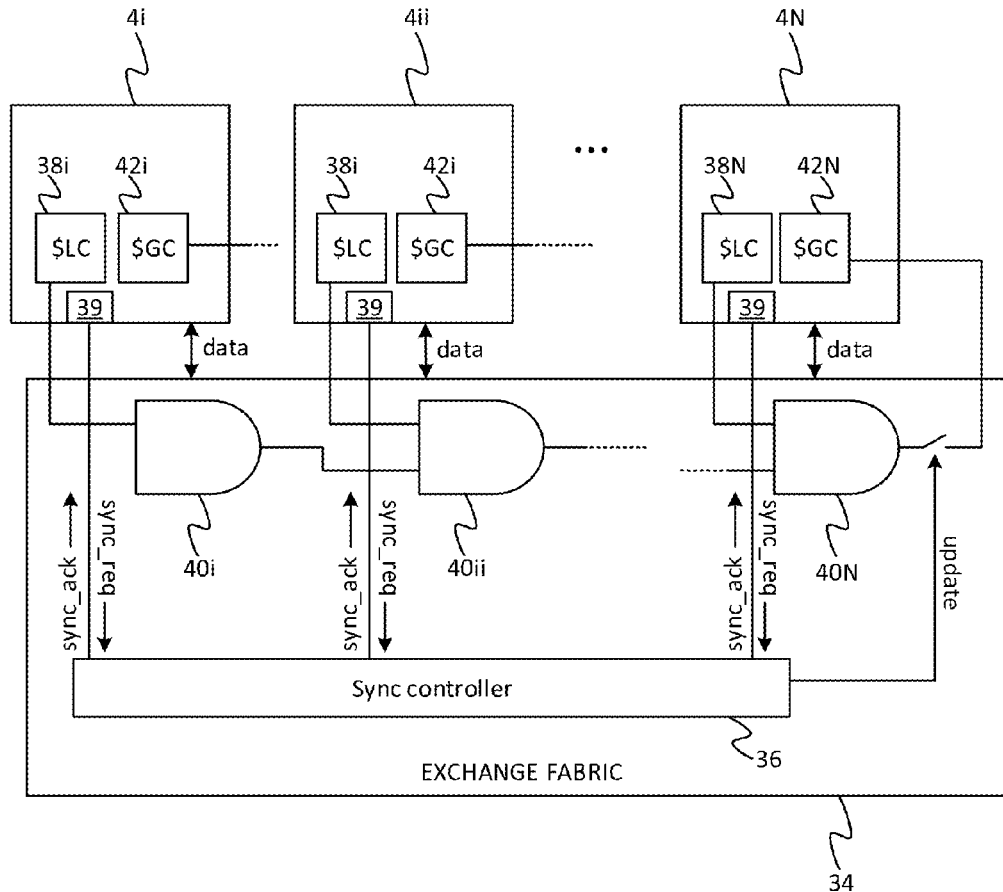 4i
4ii
4N
...
38i
42i
38i
42i
38N
42N
$LC
$GC
$LC
$GC
$LC
$GC
39
39
39
data
data
data
sync_ack
sync_req
40i
sync_ack
sync_req
40ii
sync_ack
sync_req
40N
update
Sync controller
36
EXCHANGE FABRIC
34